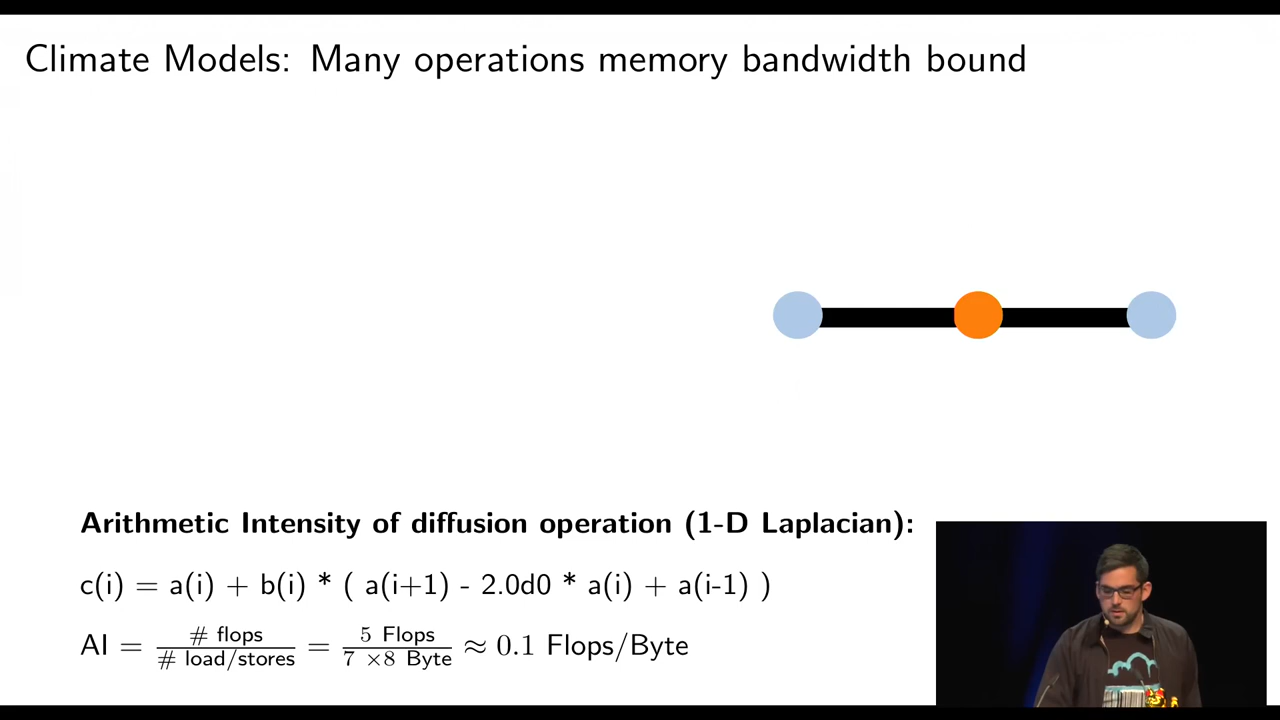 Climate Models: Many operations memory bandwidth bound
Arithmetic Intensity of diffusion operation (1-D Laplacian):
c(i) = a(i) + b(i) * ( a(i+1) - 2.0d0 * a(i) + a(i-1) )
AI = # flops / # load/stores = 5 Flops / 7 ×8 Byte ≈ 0.1 Flops/Byte